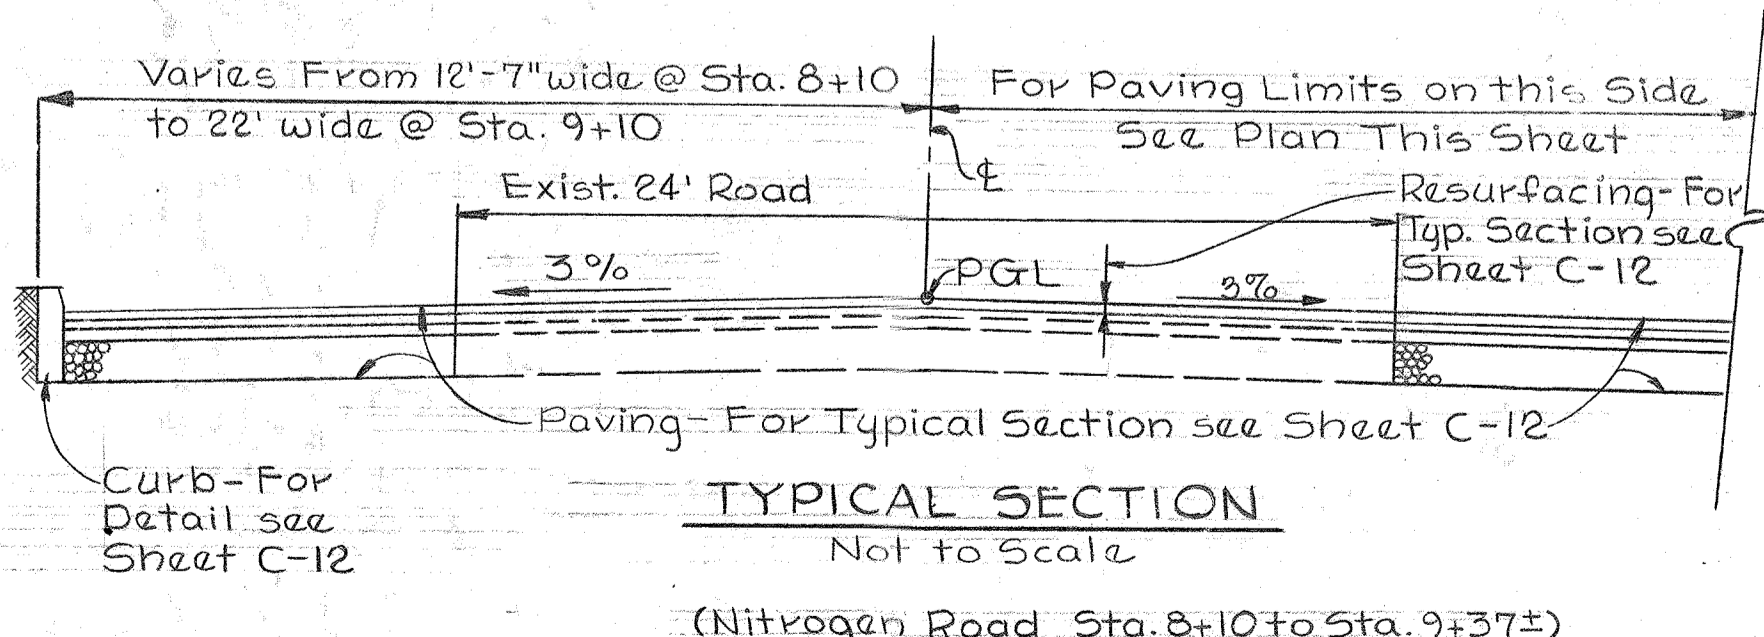 Varies From 12'-7" wide @ Sta. 8+10
to 22' wide @ Sta. 9+10
For Paving Limits on this Side
See Plan This Sheet
℄
Exist. 24' Road
Resurfacing-For
Typ. Section see
Sheet C-12
3%
PGL
3%
Paving-For Typical Section see Sheet C-12
Curb-For
Detail see
Sheet C-12
TYPICAL SECTION
Not to Scale
(Nitrogen Road Sta. 8+10 to Sta. 9+37±)